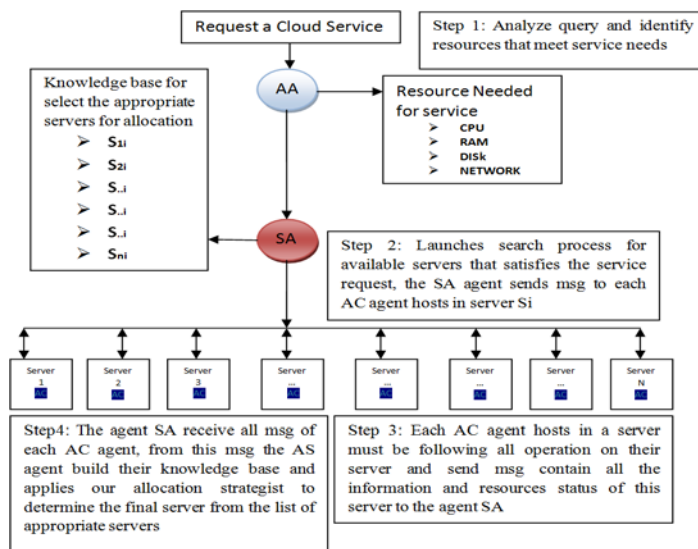 Request a Cloud Service
Step 1: Analyze query and identify
resources that meet service needs
Knowledge base for
select the appropriate
servers for allocation
➢ S1i
➢ S2i
➢ S..i
➢ S..i
➢ S..i
➢ Sni
AA
Resource Needed
for service
➢ CPU
➢ RAM
➢ DISk
➢ NETWORK
SA
Step 2: Launches search process for
available servers that satisfies the service
request, the SA agent sends msg to each
AC agent hosts in server Si
Server
1
AC
Server
2
AC
Server
3
AC
Server
...
AC
Server
...
AC
Server
...
AC
Server
...
AC
Server
N
AC
Step4: The agent SA receive all msg of
each AC agent, from this msg the AS
agent build their knowledge base and
applies our allocation strategist to
determine the final server from the list of
appropriate servers
Step 3: Each AC agent hosts in a server
must be following all operation on their
server and send msg contain all the
information and resources status of this
server to the agent SA